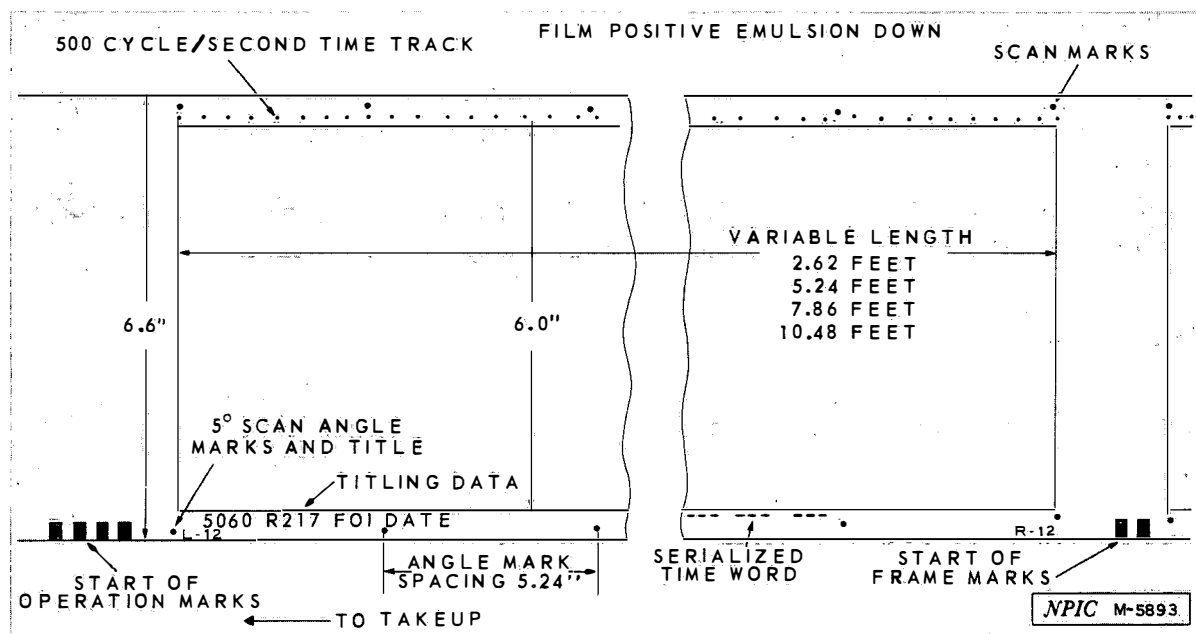 FILM POSITIVE EMULSION DOWN
500 CYCLE/SECOND TIME TRACK
SCAN MARKS
VARIABLE LENGTH
2.62 FEET
5.24 FEET
7.86 FEET
10.48 FEET
6.6"
6.0"
5° SCAN ANGLE
MARKS AND TITLE
TITLING DATA
5060 R217 FOI DATE
L-12
R-12
START OF
OPERATION MARKS
ANGLE MARK
SPACING 5.24"
SERIALIZED
TIME WORD
START OF
FRAME MARKS
TO TAKEUP
NPIC M-5893